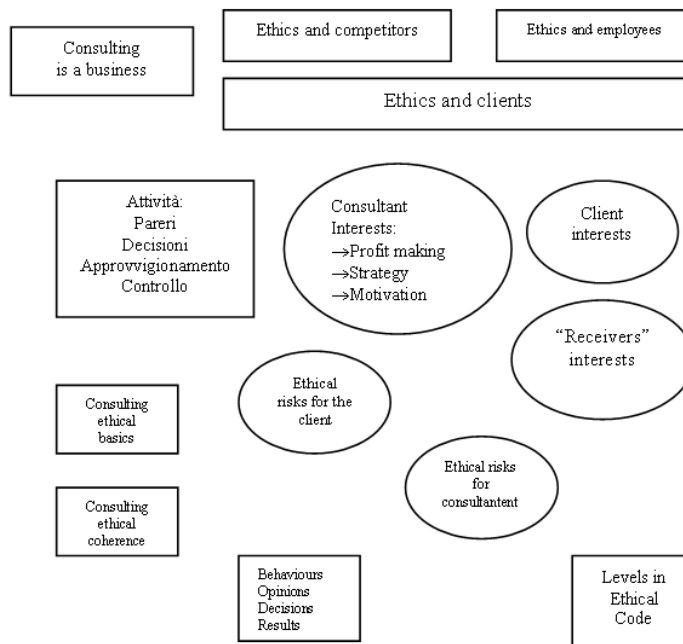 Consulting
is a business
Ethics and competitors
Ethics and employees
Ethics and clients
Attività:
Pareri
Decisioni
Approvvigionamento
Controllo
Consultant
Interests:
→Profit making
→Strategy
→Motivation
Client
interests
“Receivers”
interests
Ethical
risks for the
client
Consulting
ethical
basics
Ethical risks
for
consultantent
Consulting
ethical
coherence
Behaviours
Opinions
Decisions
Results
Levels in
Ethical
Code